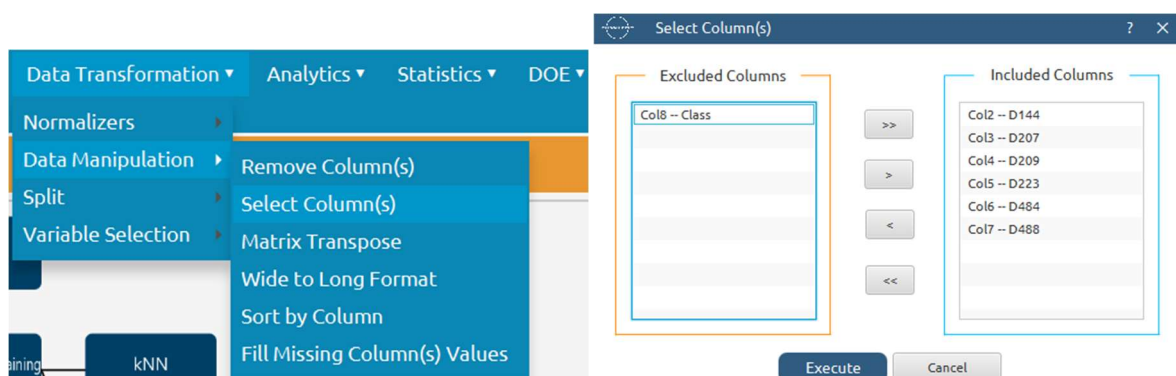 Data Transformation ▾ Analytics ▾ Statistics ▾ DOE ▾
Normalizers
Data Manipulation
Split
Variable Selection
Remove Column(s)
Select Column(s)
Matrix Transpose
Wide to Long Format
Sort by Column
Fill Missing Column(s) Values
kNN
Select Column(s) ? ×
Excluded Columns
Col8 -- Class
>>
>
<
<<
Included Columns
Col2 -- D144
Col3 -- D207
Col4 -- D209
Col5 -- D223
Col6 -- D484
Col7 -- D488
Execute Cancel